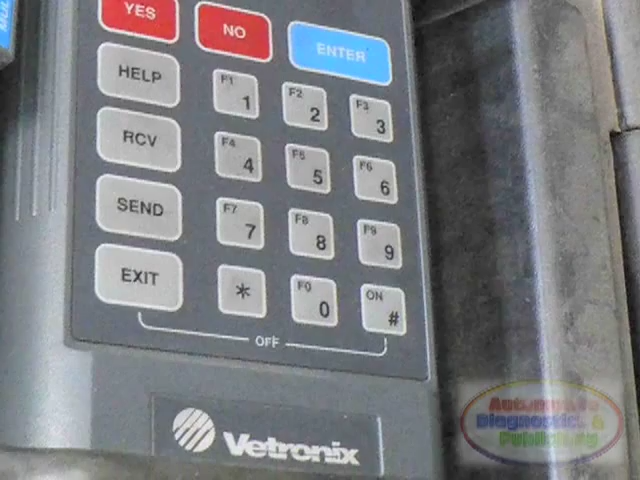 YES
NO
ENTER
HELP
F1 1
F2 2
F3 3
RCV
F4 4
F5 5
F6 6
SEND
F7 7
F8 8
F9 9
EXIT
*
F0 0
ON #
OFF
Vetronix
Diagnostics
Publishing